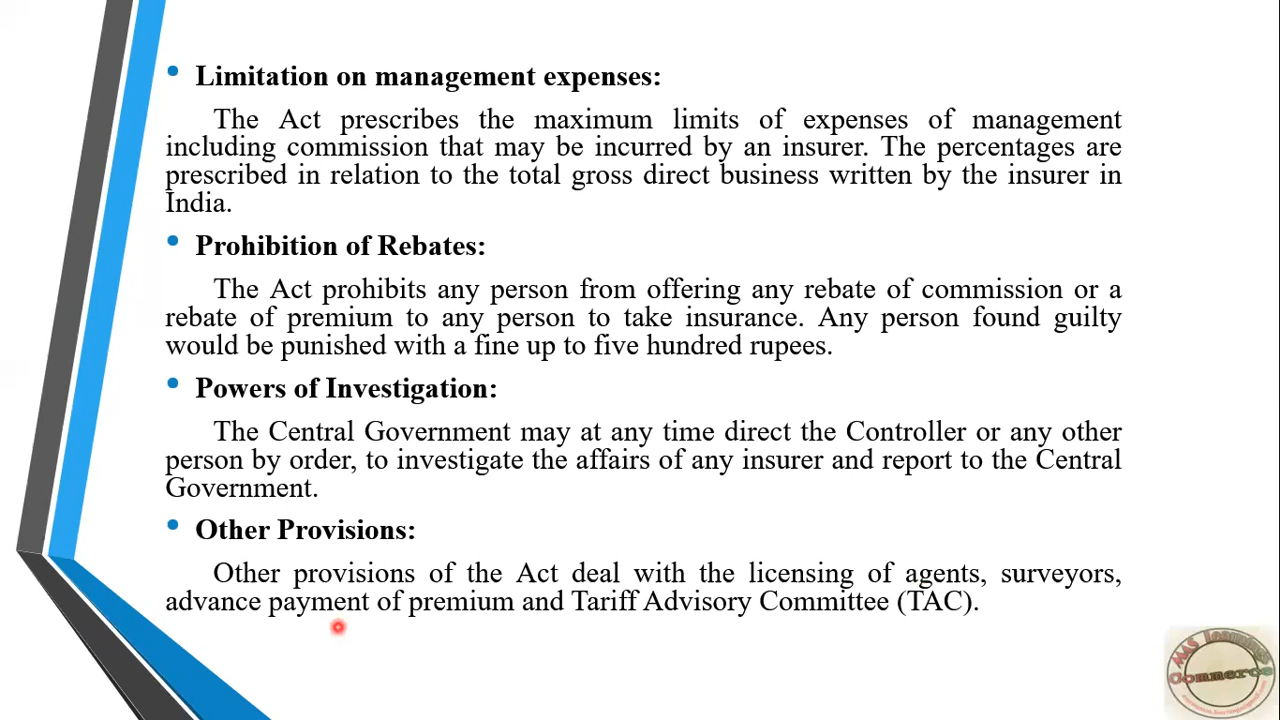 • Limitation on management expenses:
The Act prescribes the maximum limits of expenses of management
including commission that may be incurred by an insurer. The percentages are
prescribed in relation to the total gross direct business written by the insurer in
India.
• Prohibition of Rebates:
The Act prohibits any person from offering any rebate of commission or a
rebate of premium to any person to take insurance. Any person found guilty
would be punished with a fine up to five hundred rupees.
• Powers of Investigation:
The Central Government may at any time direct the Controller or any other
person by order, to investigate the affairs of any insurer and report to the Central
Government.
• Other Provisions:
Other provisions of the Act deal with the licensing of agents, surveyors,
advance payment of premium and Tariff Advisory Committee (TAC).
MAS learnings
Commerce